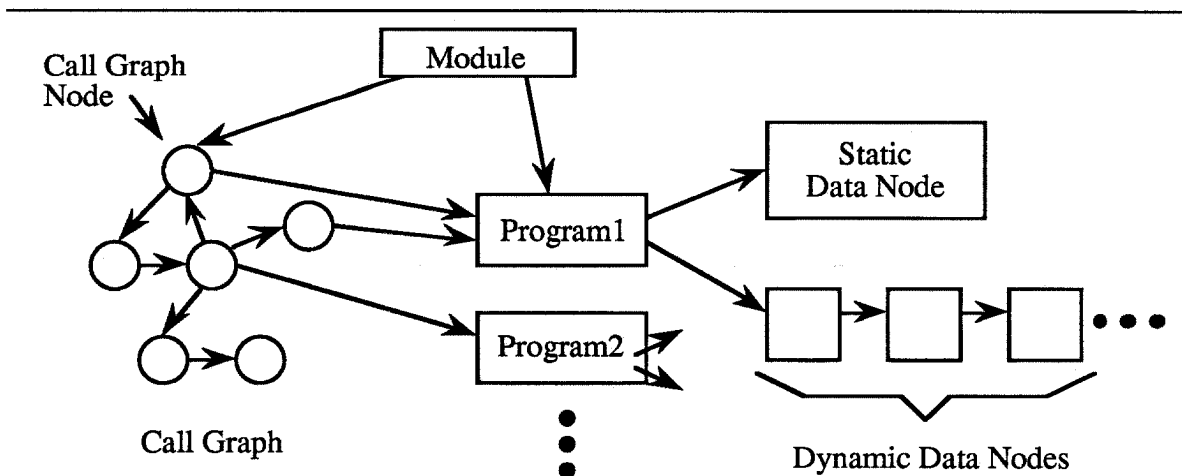 Call Graph
Node
Module
Static
Data Node
Program1
Program2
Call Graph
Dynamic Data Nodes